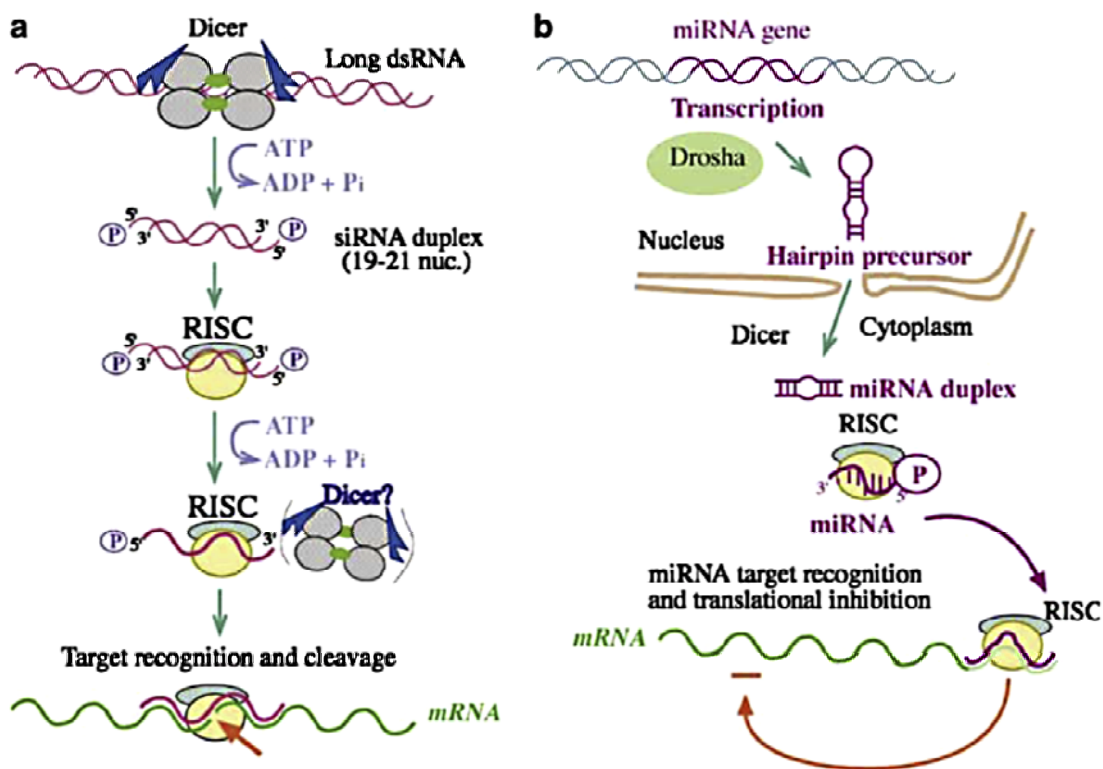 a
Dicer
Long dsRNA
ATP
ADP + Pi
P 5' 3' 3' 5' P
siRNA duplex
(19-21 nuc.)
RISC
P 5' 3' 3' 5' P
ATP
ADP + Pi
RISC
Dicer?
P 5' 3'
Target recognition and cleavage
mRNA
b
miRNA gene
Transcription
Drosha
Nucleus
Hairpin precursor
Dicer
Cytoplasm
miRNA duplex
RISC
3' 5' P
miRNA
miRNA target recognition
and translational inhibition
RISC
mRNA